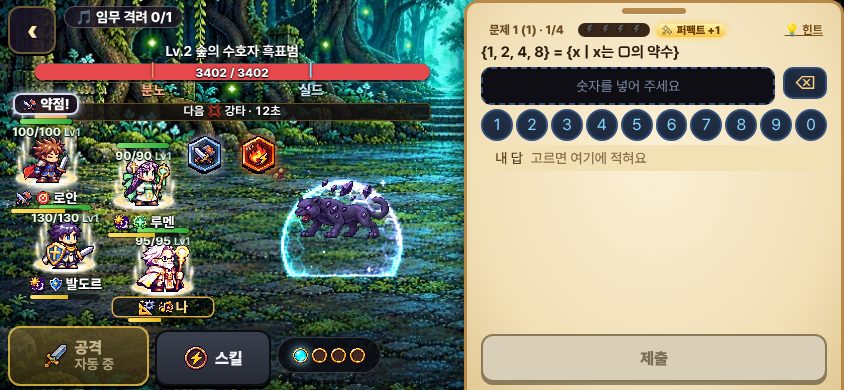 임무 격려 0/1
Lv.2 숲의 수호자 흑표범
3402 / 3402
분노
실드
약점!
다음 강타 · 12초
100/100 Lv1
로안
90/90 Lv1
루멘
130/130 Lv1
발도르
95/95 Lv1
나
공격
자동 중
스킬
문제 1 (1) · 1/4
퍼펙트 +1
힌트
{1, 2, 4, 8} = {x | x는 □의 약수}
숫자를 넣어 주세요
1 2 3 4 5 6 7 8 9 0
내 답 고르면 여기에 적혀요
제출